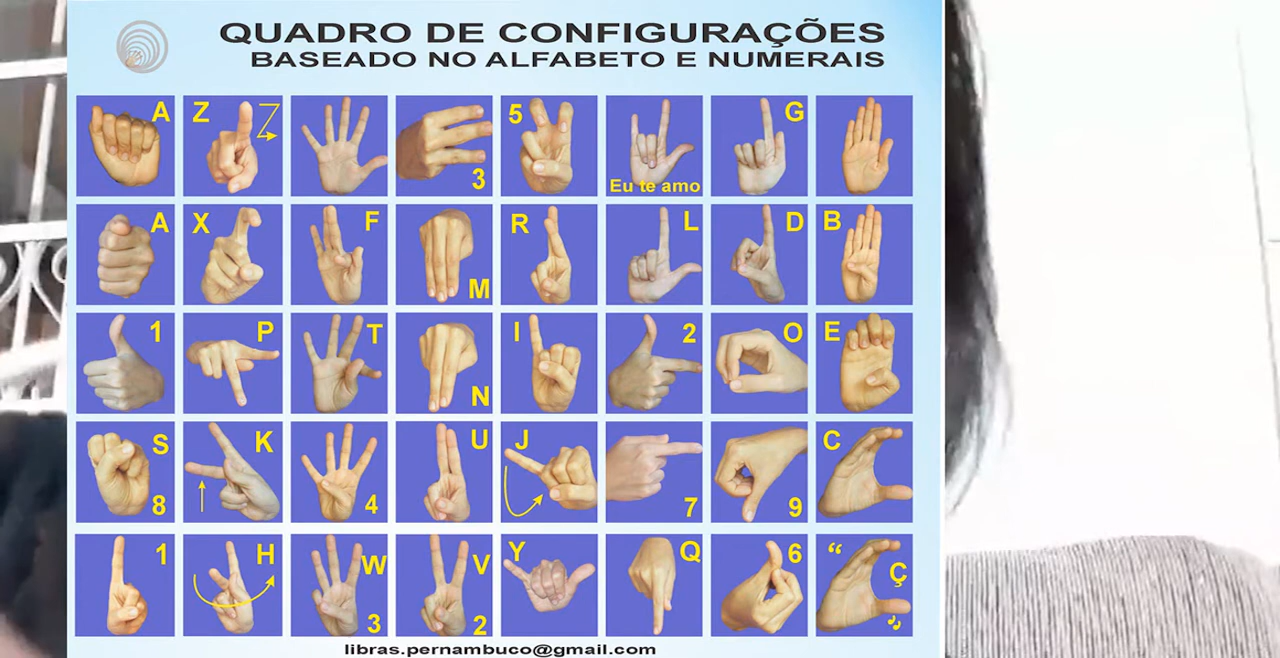 QUADRO DE CONFIGURAÇÕES
BASEADO NO ALFABETO E NUMERAIS
A Z 3 5 Eu te amo G
A X F M R L D B
1 P T N I 2 O E
S 8 K 4 U J 7 9 C
1 H W 3 V 2 Y Q 6 “ Ç
libras.pernambuco@gmail.com